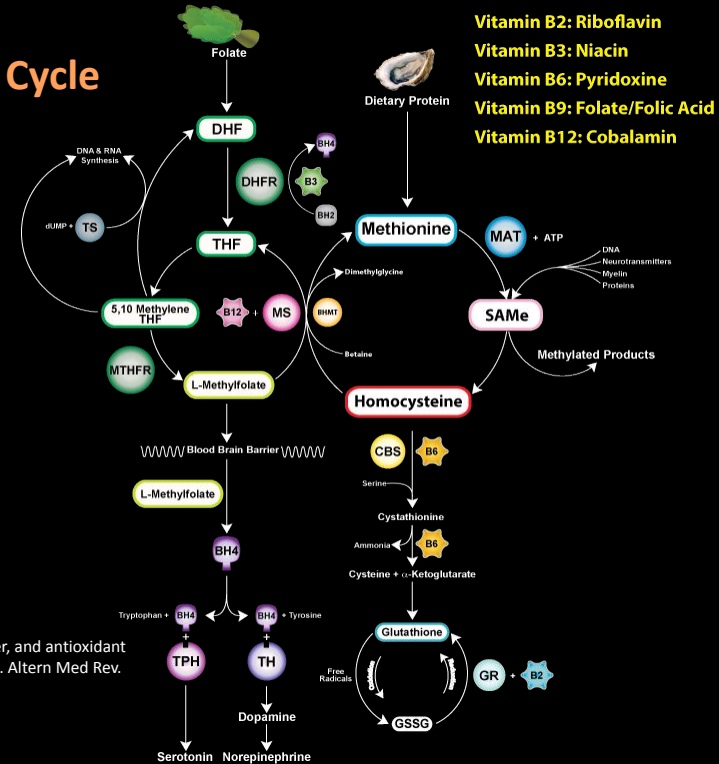 Cycle
Vitamin B2: Riboflavin
Vitamin B3: Niacin
Vitamin B6: Pyridoxine
Vitamin B9: Folate/Folic Acid
Vitamin B12: Cobalamin
Folate
Dietary Protein
DHF
DNA & RNA
Synthesis
DHFR
BH4
B3
BH2
dUMP +
TS
THF
Methionine
MAT
+ ATP
Dimethylglycine
DNA
Neurotransmitters
Myelin
Proteins
5,10 Methylene
THF
B12
+
MS
BHMT
SAMe
Betaine
Methylated Products
MTHFR
L-Methylfolate
Homocysteine
Blood Brain Barrier
CBS
B6
Serine
L-Methylfolate
Cystathionine
BH4
Ammonia
B6
Cysteine + α-Ketoglutarate
Tryptophan +
BH4
BH4
+ Tyrosine
+
+
TPH
TH
er, and antioxidant
. Altern Med Rev.
Glutathione
Free
Radicals
Oxidation
Reduction
GR
+
B2
GSSG
Dopamine
Serotonin
Norepinephrine